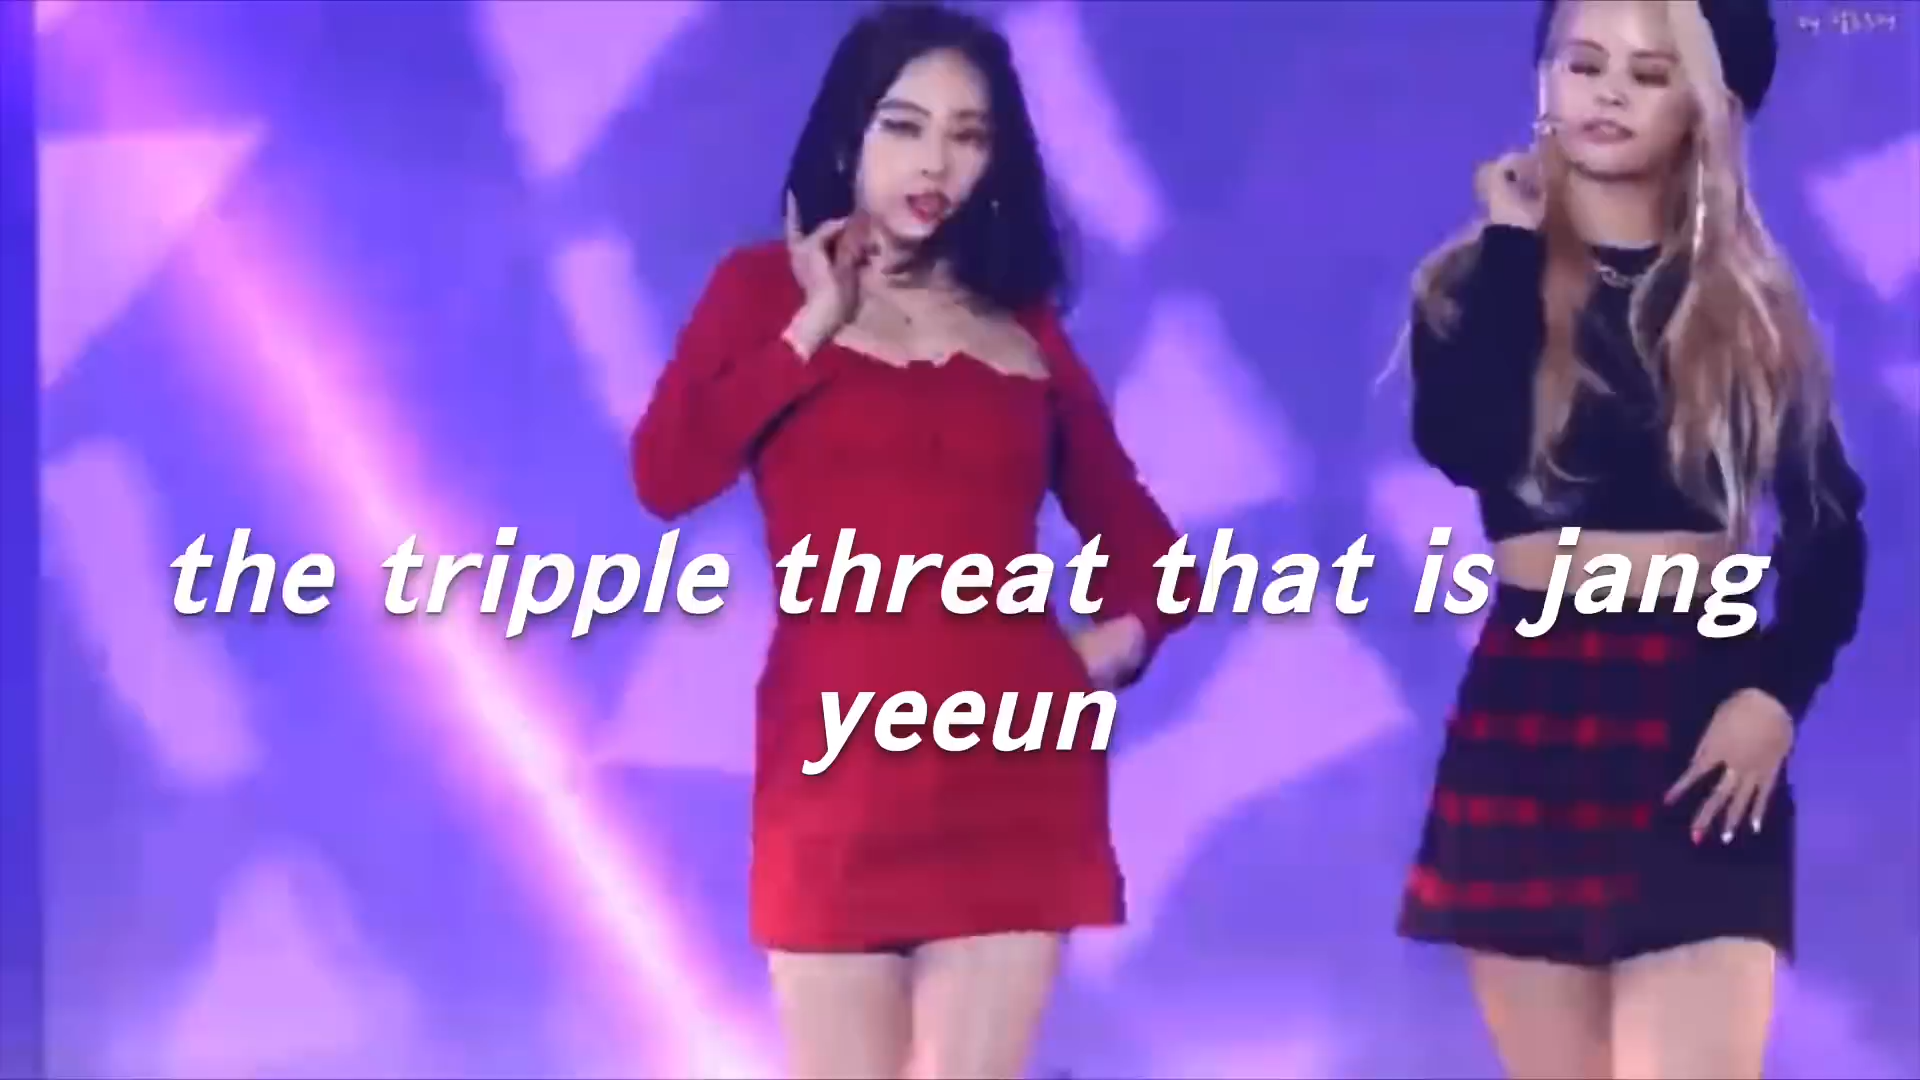 the tripple threat that is jang
yeeun